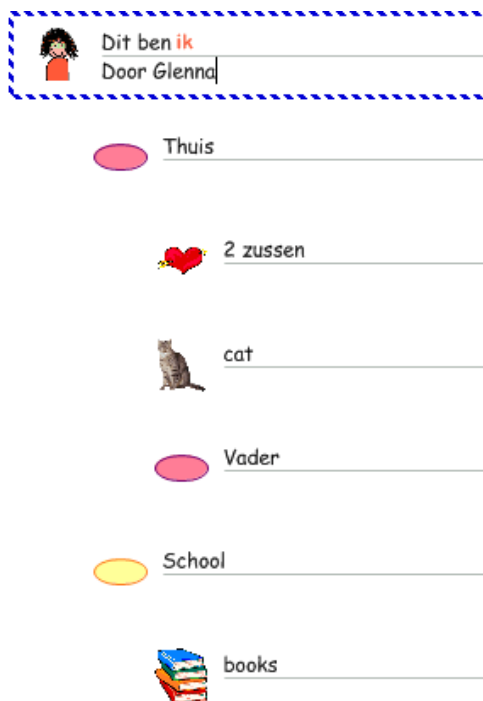 Dit ben ik
Door Glenna
Thuis
2 zussen
cat
Vader
School
books